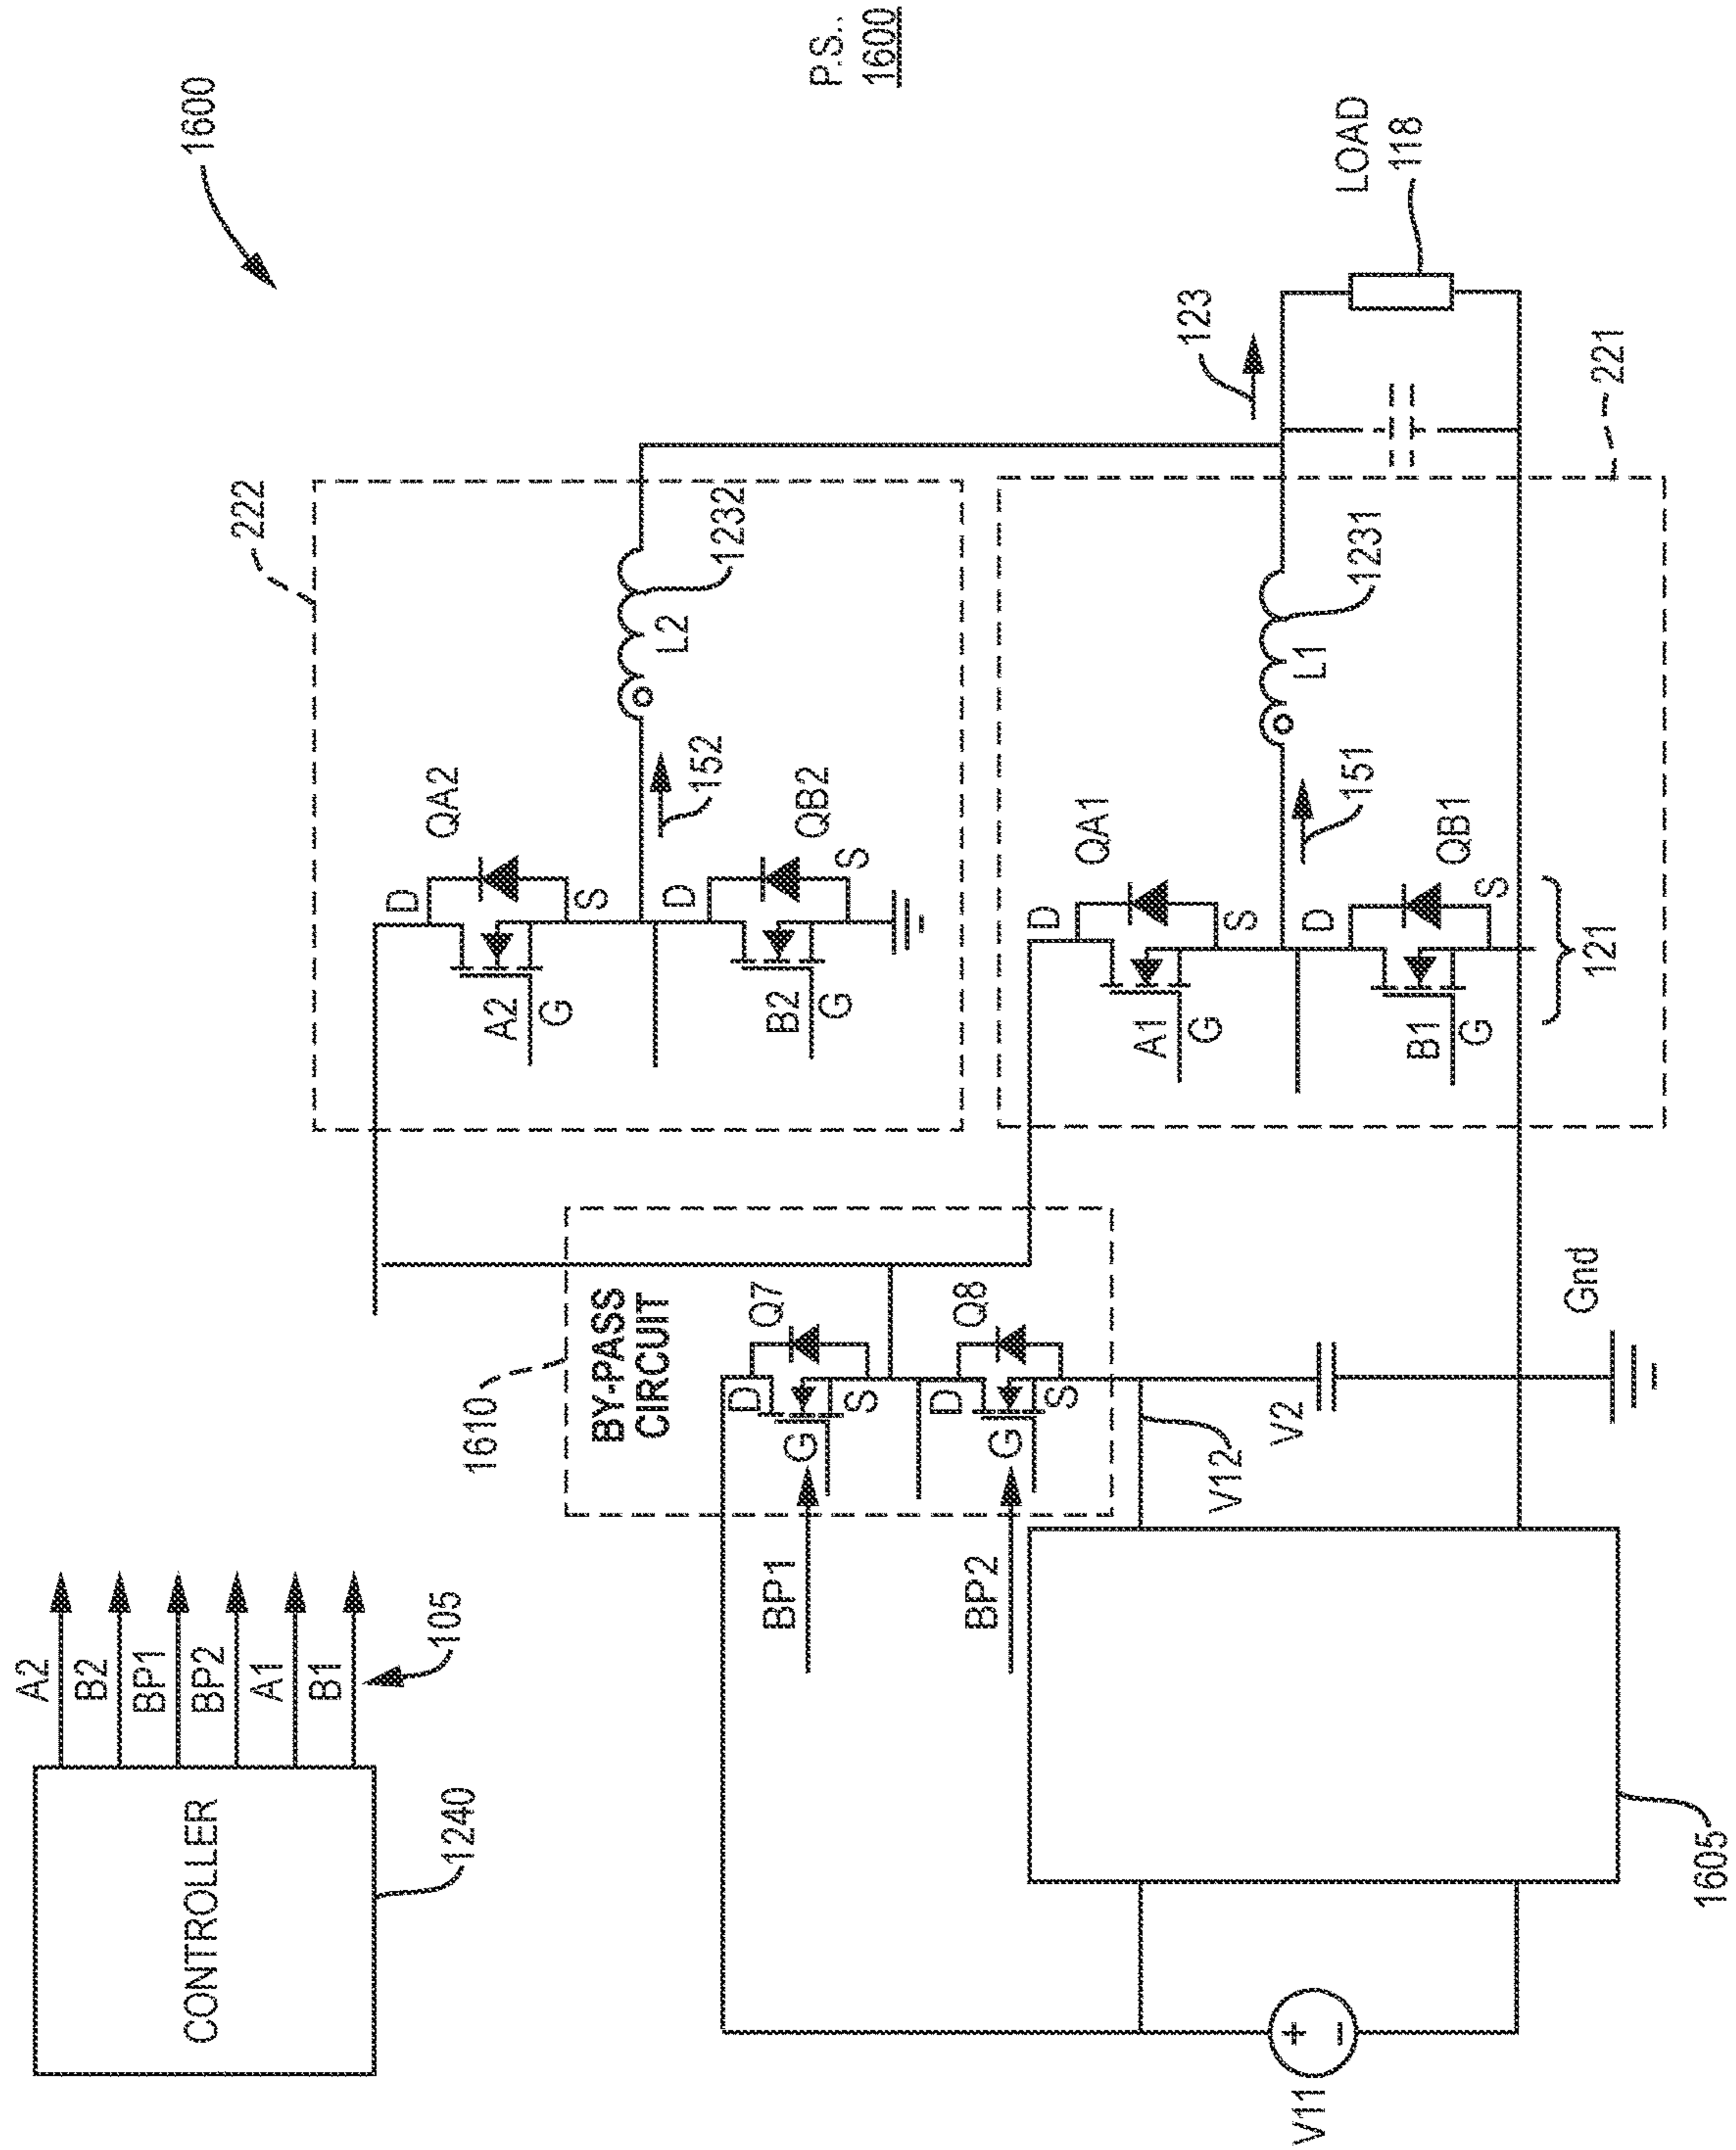 1600
P.S..
1600
A2
B2
BP1
BP2
A1
B1
105
CONTROLLER
1240
222
QA2
D
S
A2
G
152
L2
1232
D
QB2
S
B2
G
123
LOAD
118
221
QA1
D
S
A1
G
151
L1
1231
D
QB1
S
B1
G
121
1610
BY-PASS
CIRCUIT
Q7
D
G
S
BP1
Q8
D
G
S
BP2
V12
V2
Gnd
V11
+
–
1605